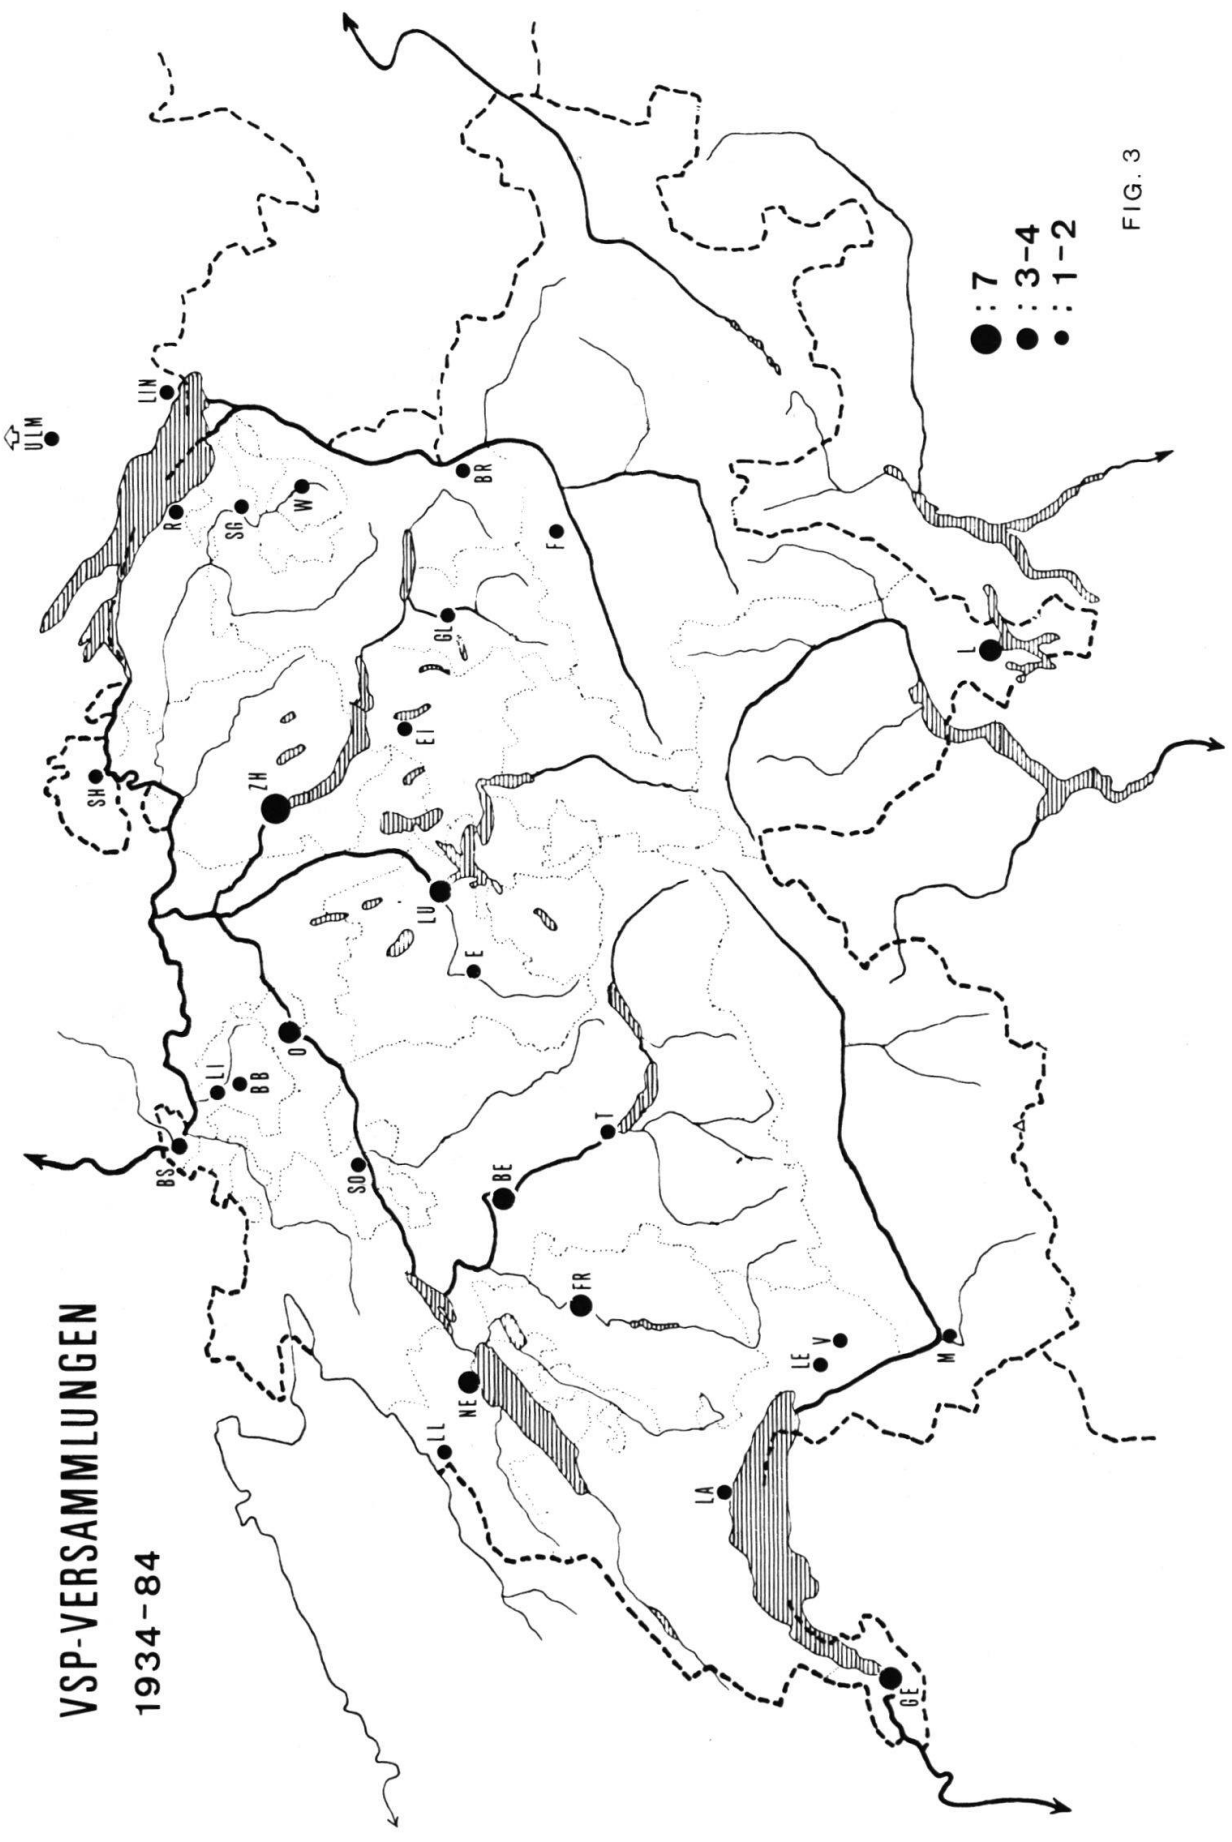 VSP-VERSAMMLUNGEN
1934-84
ULM
LIN
R
SG
W
BR
F
GL
SH
ZH
EI
LU
E
L
BS
LI
BB
O
SO
BE
T
FR
NE
LL
LE
V
M
LA
GE
: 7
: 3-4
: 1-2
FIG. 3